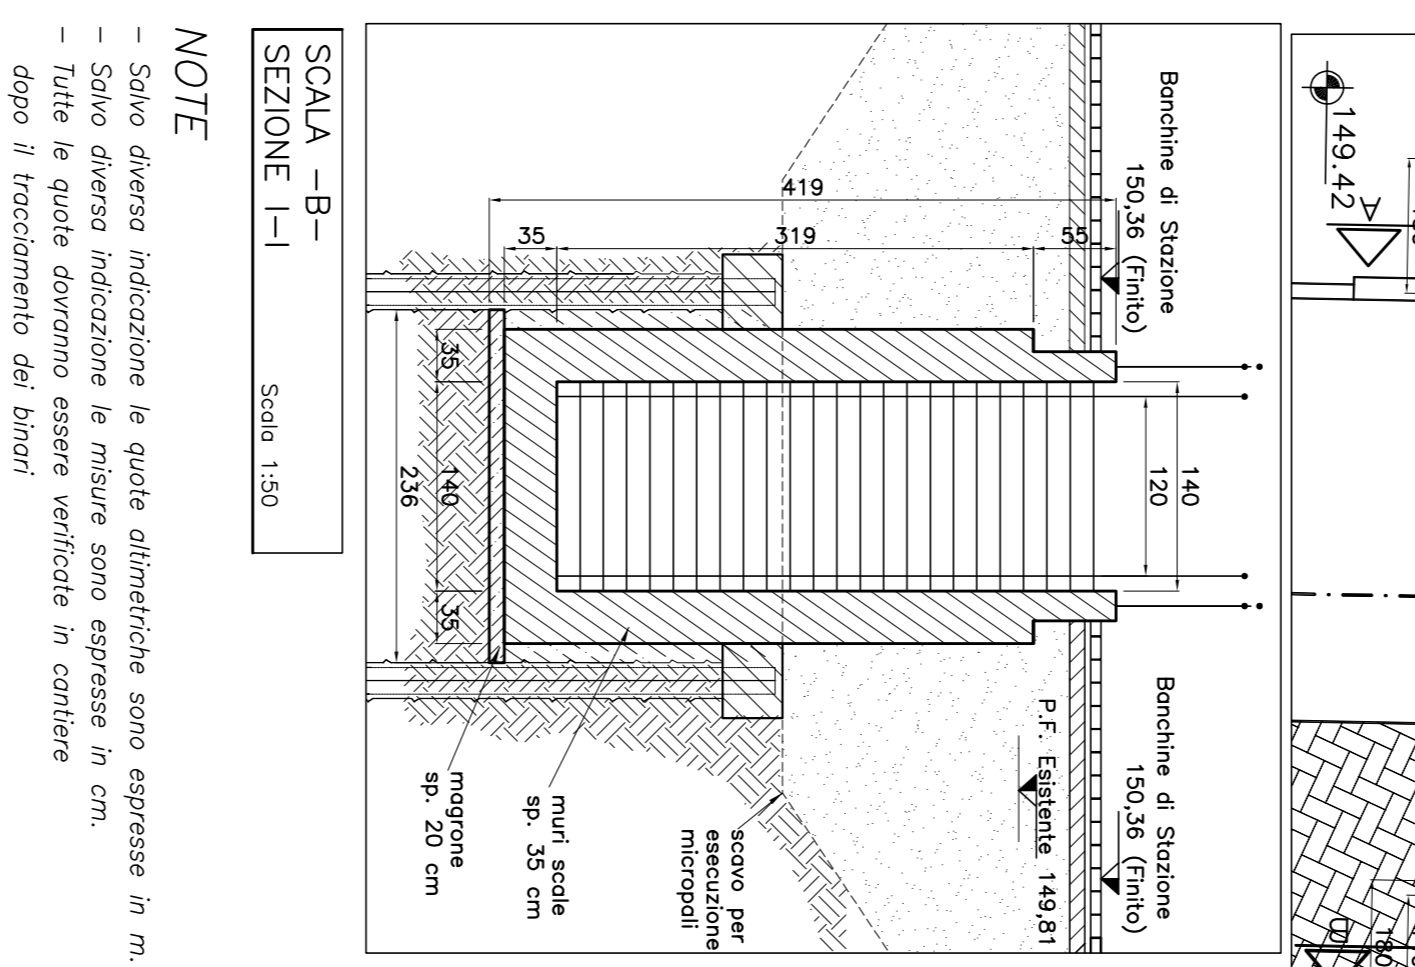 149.42
A
B
180
Banchine di Stazione
150,36 (Finito)
Banchine di Stazione
150,36 (Finito)
P.F. Esistente 149,81
140
120
419
35
319
55
35
140
35
236
scavo per
esecuzione
micropali
muri scale
sp. 35 cm
magrone
sp. 20 cm
SCALA -B-
SEZIONE I-I
Scala 1:50
NOTE
- Salvo diversa indicazione le quote altimetriche sono espresse in m.
- Salvo diversa indicazione le misure sono espresse in cm.
- Tutte le quote dovranno essere verificate in cantiere
dopo il tracciamento dei binari